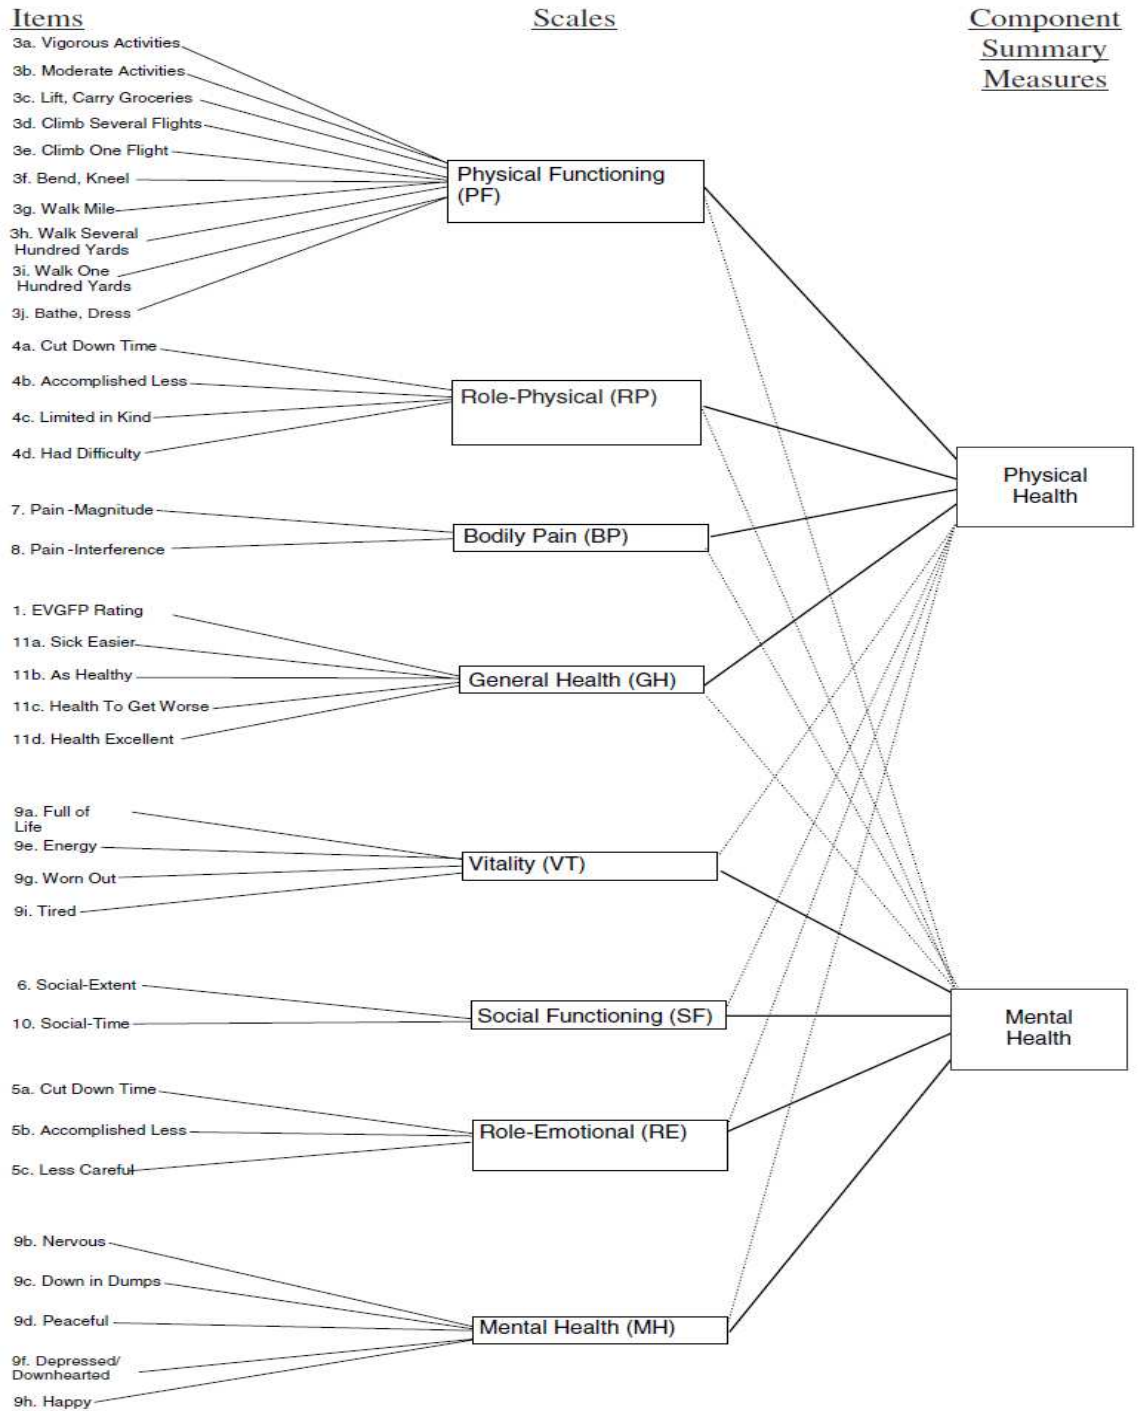 Items
Scales
Component
Summary
Measures
3a. Vigorous Activities
3b. Moderate Activities
3c. Lift, Carry Groceries
3d. Climb Several Flights
3e. Climb One Flight
3f. Bend, Kneel
3g. Walk Mile
3h. Walk Several
Hundred Yards
3i. Walk One
Hundred Yards
3j. Bathe, Dress
Physical Functioning
(PF)
4a. Cut Down Time
4b. Accomplished Less
4c. Limited in Kind
4d. Had Difficulty
Role-Physical (RP)
7. Pain -Magnitude
8. Pain -Interference
Bodily Pain (BP)
1. EVGFP Rating
11a. Sick Easier
11b. As Healthy
11c. Health To Get Worse
11d. Health Excellent
General Health (GH)
Physical
Health
9a. Full of
Life
9e. Energy
9g. Worn Out
9i. Tired
Vitality (VT)
6. Social-Extent
10. Social-Time
Social Functioning (SF)
5a. Cut Down Time
5b. Accomplished Less
5c. Less Careful
Role-Emotional (RE)
9b. Nervous
9c. Down in Dumps
9d. Peaceful
9f. Depressed/
Downhearted
9h. Happy
Mental Health (MH)
Mental
Health